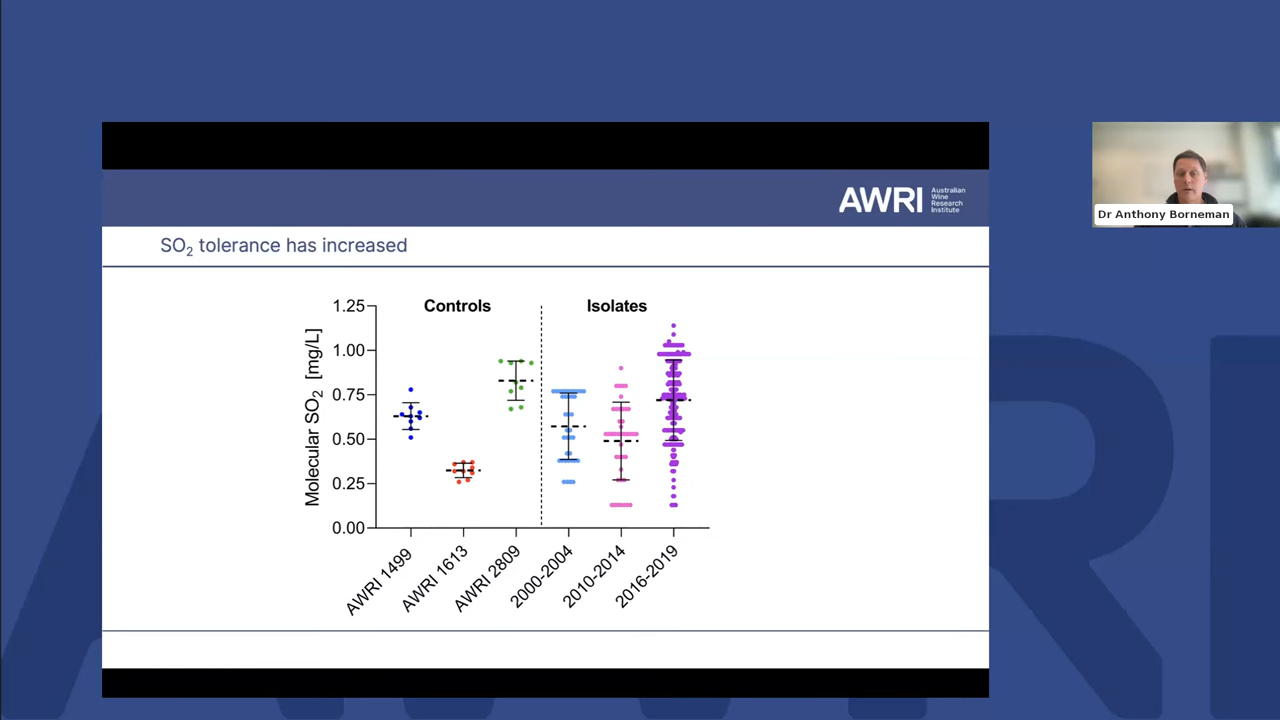 AWRI
Australian
Wine
Research
Institute
Dr Anthony Borneman
SO₂ tolerance has increased
Controls
Isolates
Molecular SO₂ [mg/L]
1.25
1.00
0.75
0.50
0.25
0.00
AWRI 1499
AWRI 1613
AWRI 2809
2000-2004
2010-2014
2016-2019
AWRI